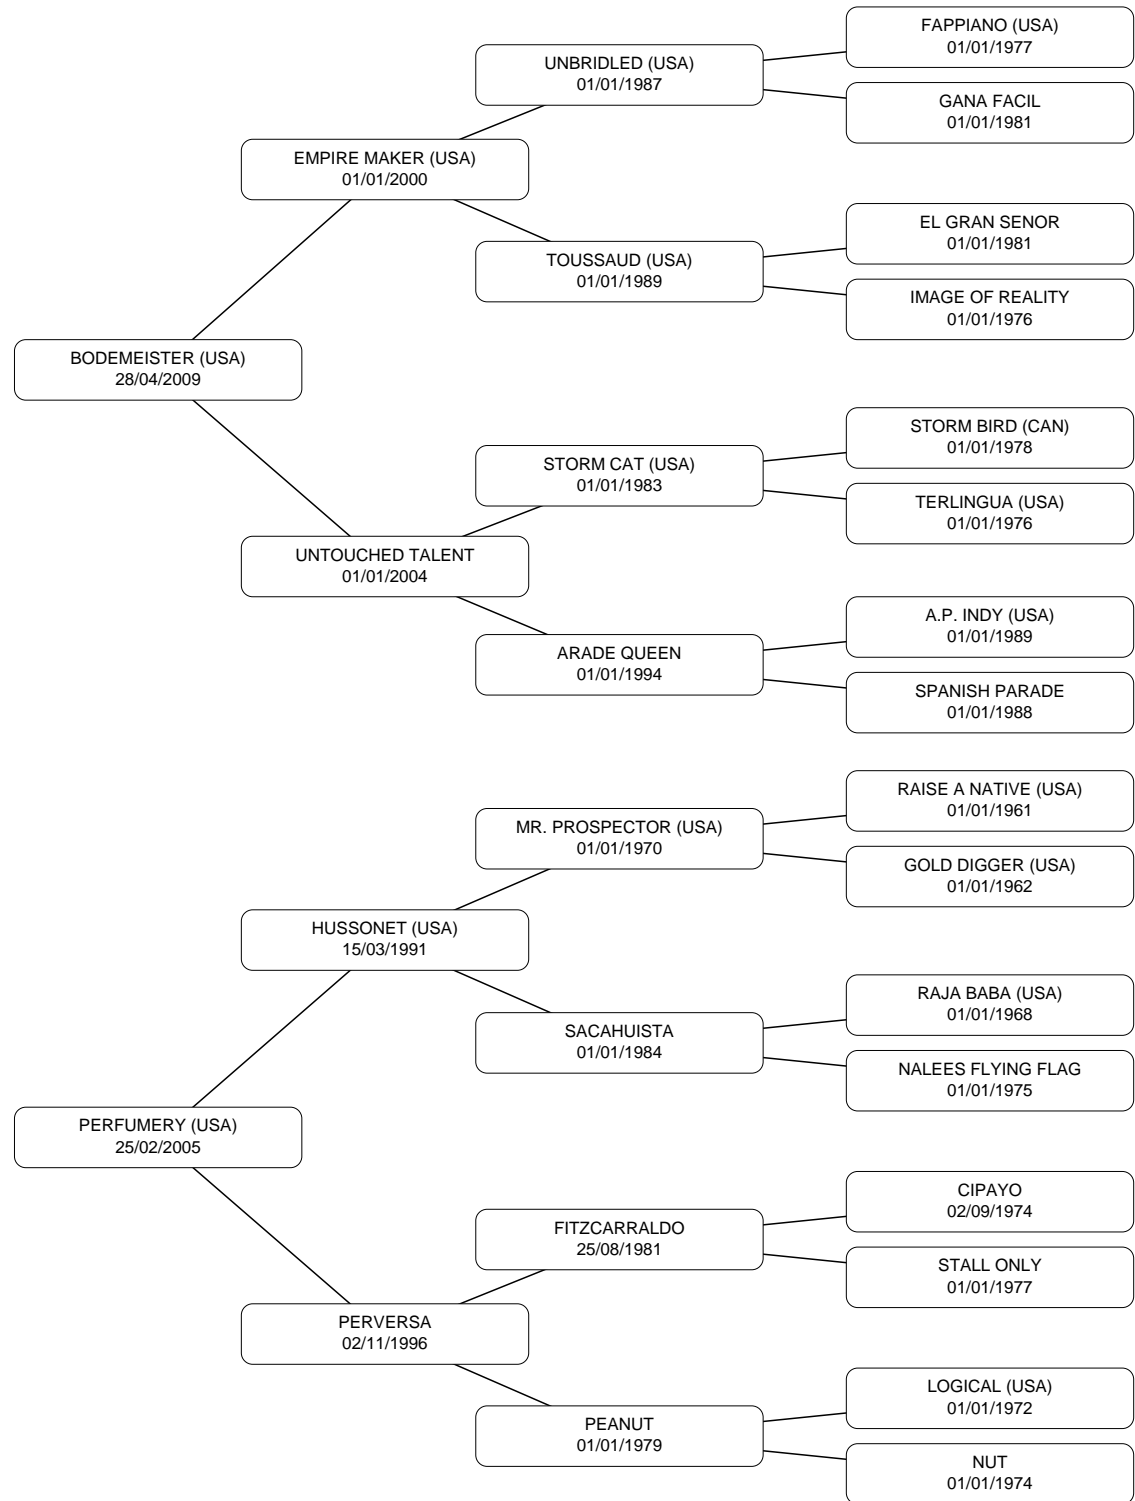 FAPPIANO (USA)
01/01/1977
UNBRIDLED (USA)
01/01/1987
GANA FACIL
01/01/1981
EMPIRE MAKER (USA)
01/01/2000
EL GRAN SENOR
01/01/1981
TOUSSAUD (USA)
01/01/1989
IMAGE OF REALITY
01/01/1976
BODEMEISTER (USA)
28/04/2009
STORM BIRD (CAN)
01/01/1978
STORM CAT (USA)
01/01/1983
TERLINGUA (USA)
01/01/1976
UNTOUCHED TALENT
01/01/2004
A.P. INDY (USA)
01/01/1989
ARADE QUEEN
01/01/1994
SPANISH PARADE
01/01/1988
RAISE A NATIVE (USA)
01/01/1961
MR. PROSPECTOR (USA)
01/01/1970
GOLD DIGGER (USA)
01/01/1962
HUSSONET (USA)
15/03/1991
RAJA BABA (USA)
01/01/1968
SACAHUISTA
01/01/1984
NALEES FLYING FLAG
01/01/1975
PERFUMERY (USA)
25/02/2005
CIPAYO
02/09/1974
FITZCARRALDO
25/08/1981
STALL ONLY
01/01/1977
PERVERSA
02/11/1996
LOGICAL (USA)
01/01/1972
PEANUT
01/01/1979
NUT
01/01/1974